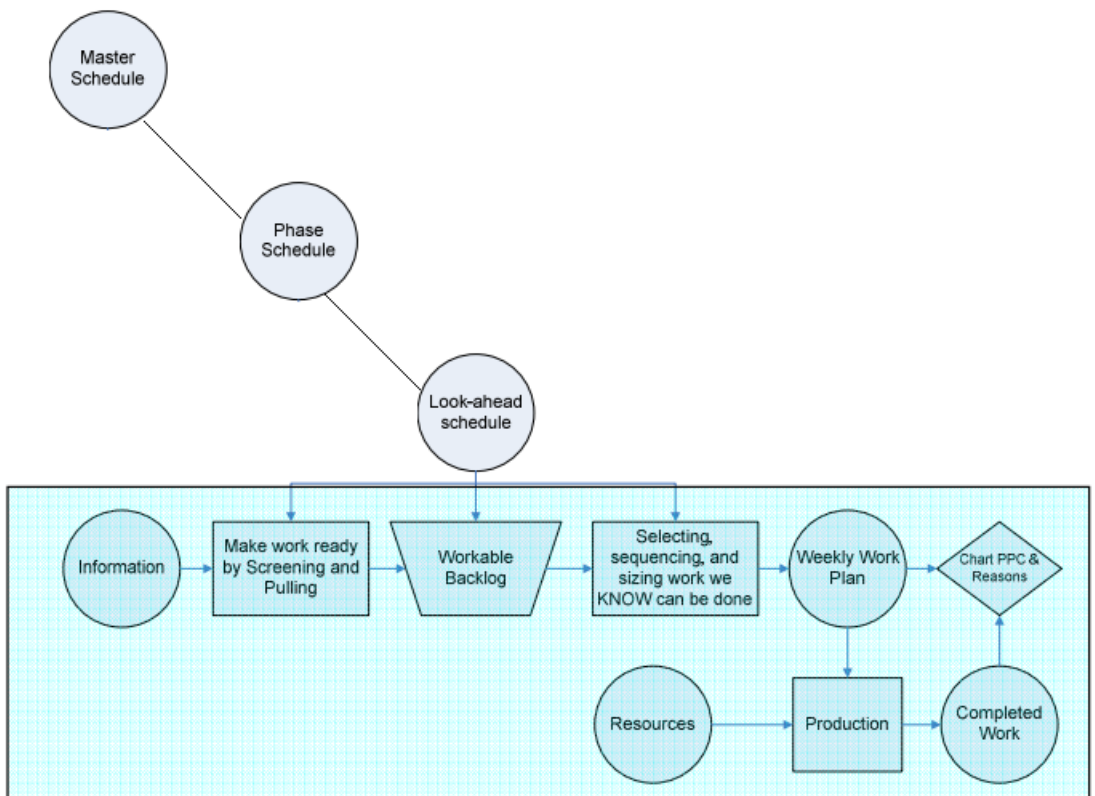 Master
Schedule
Phase
Schedule
Look-ahead
schedule
Information
Make work ready
by Screening and
Pulling
Workable
Backlog
Selecting,
sequencing, and
sizing work we
KNOW can be done
Weekly Work
Plan
Chart PPC &
Reasons
Resources
Production
Completed
Work